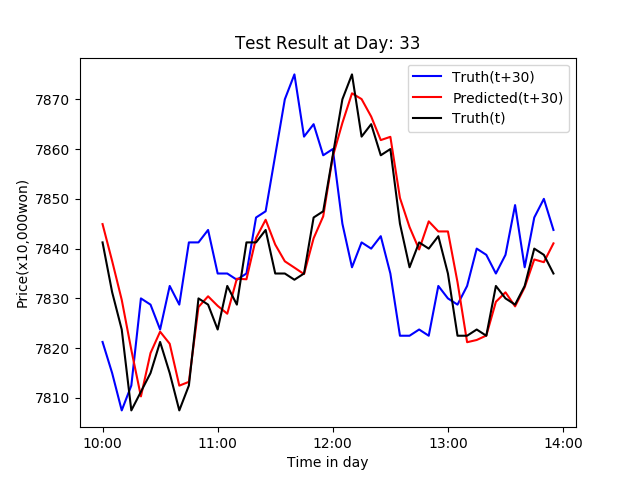 Test Result at Day: 33
Truth(t+30)
Predicted(t+30)
Truth(t)
Price(x10,000won)
7870
7860
7850
7840
7830
7820
7810
10:00 11:00 12:00 13:00 14:00
Time in day